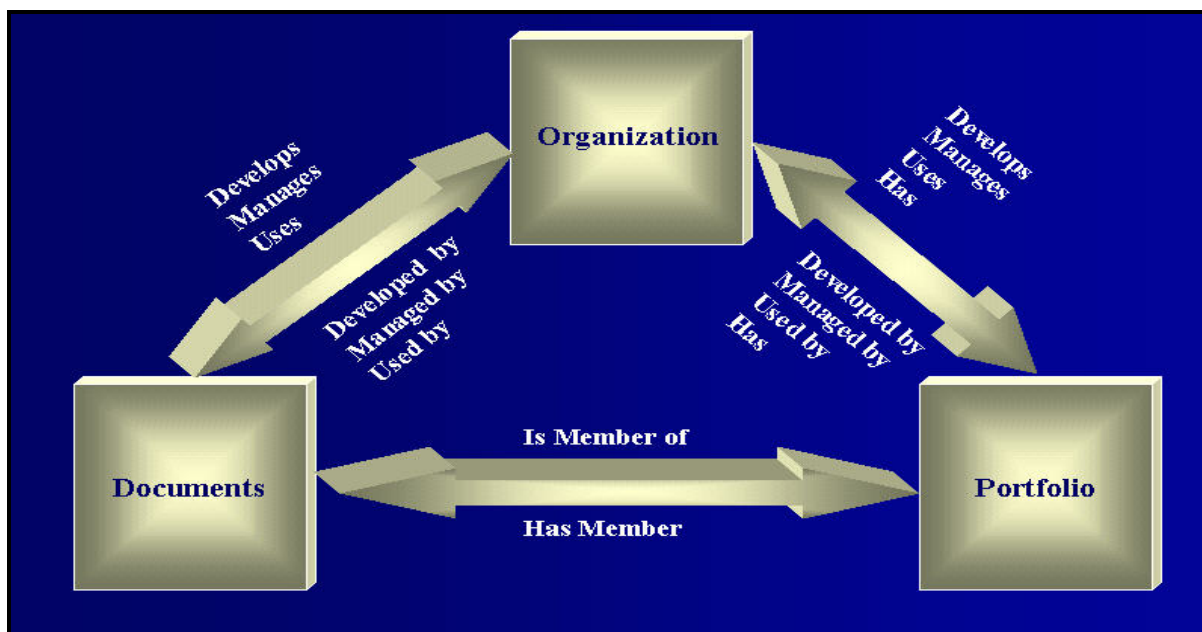 Organization
Develops
Manages
Uses
Developed by
Managed by
Used by
Develops
Manages
Uses
Has
Developed by
Managed by
Used by
Has
Is Member of
Documents
Portfolio
Has Member